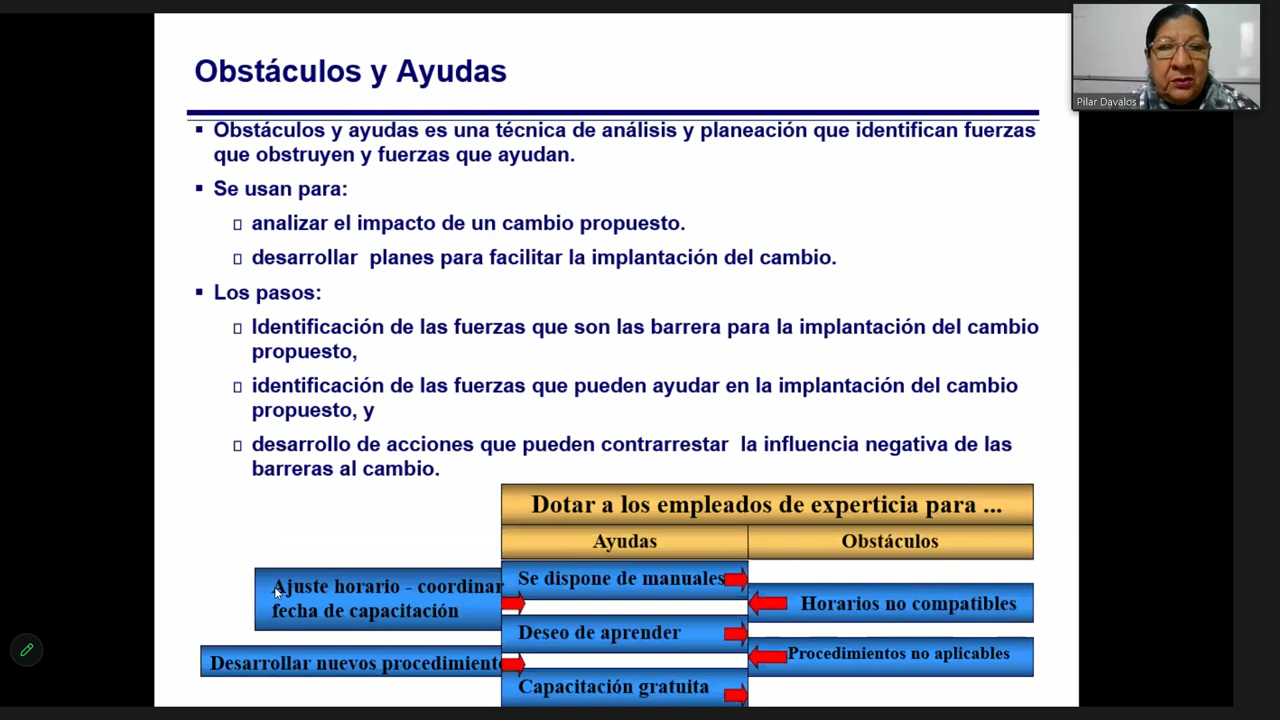 Obstáculos y Ayudas
Pilar Davalos
Obstáculos y ayudas es una técnica de análisis y planeación que identifican fuerzas
que obstruyen y fuerzas que ayudan.
Se usan para:
analizar el impacto de un cambio propuesto.
desarrollar planes para facilitar la implantación del cambio.
Los pasos:
Identificación de las fuerzas que son las barrera para la implantación del cambio
propuesto,
identificación de las fuerzas que pueden ayudar en la implantación del cambio
propuesto, y
desarrollo de acciones que pueden contrarrestar la influencia negativa de las
barreras al cambio.
Dotar a los empleados de experticia para ...
Ayudas
Obstáculos
Ajuste horario - coordinar
fecha de capacitación
Se dispone de manuales
Horarios no compatibles
Deseo de aprender
Desarrollar nuevos procedimiento
Procedimientos no aplicables
Capacitación gratuita